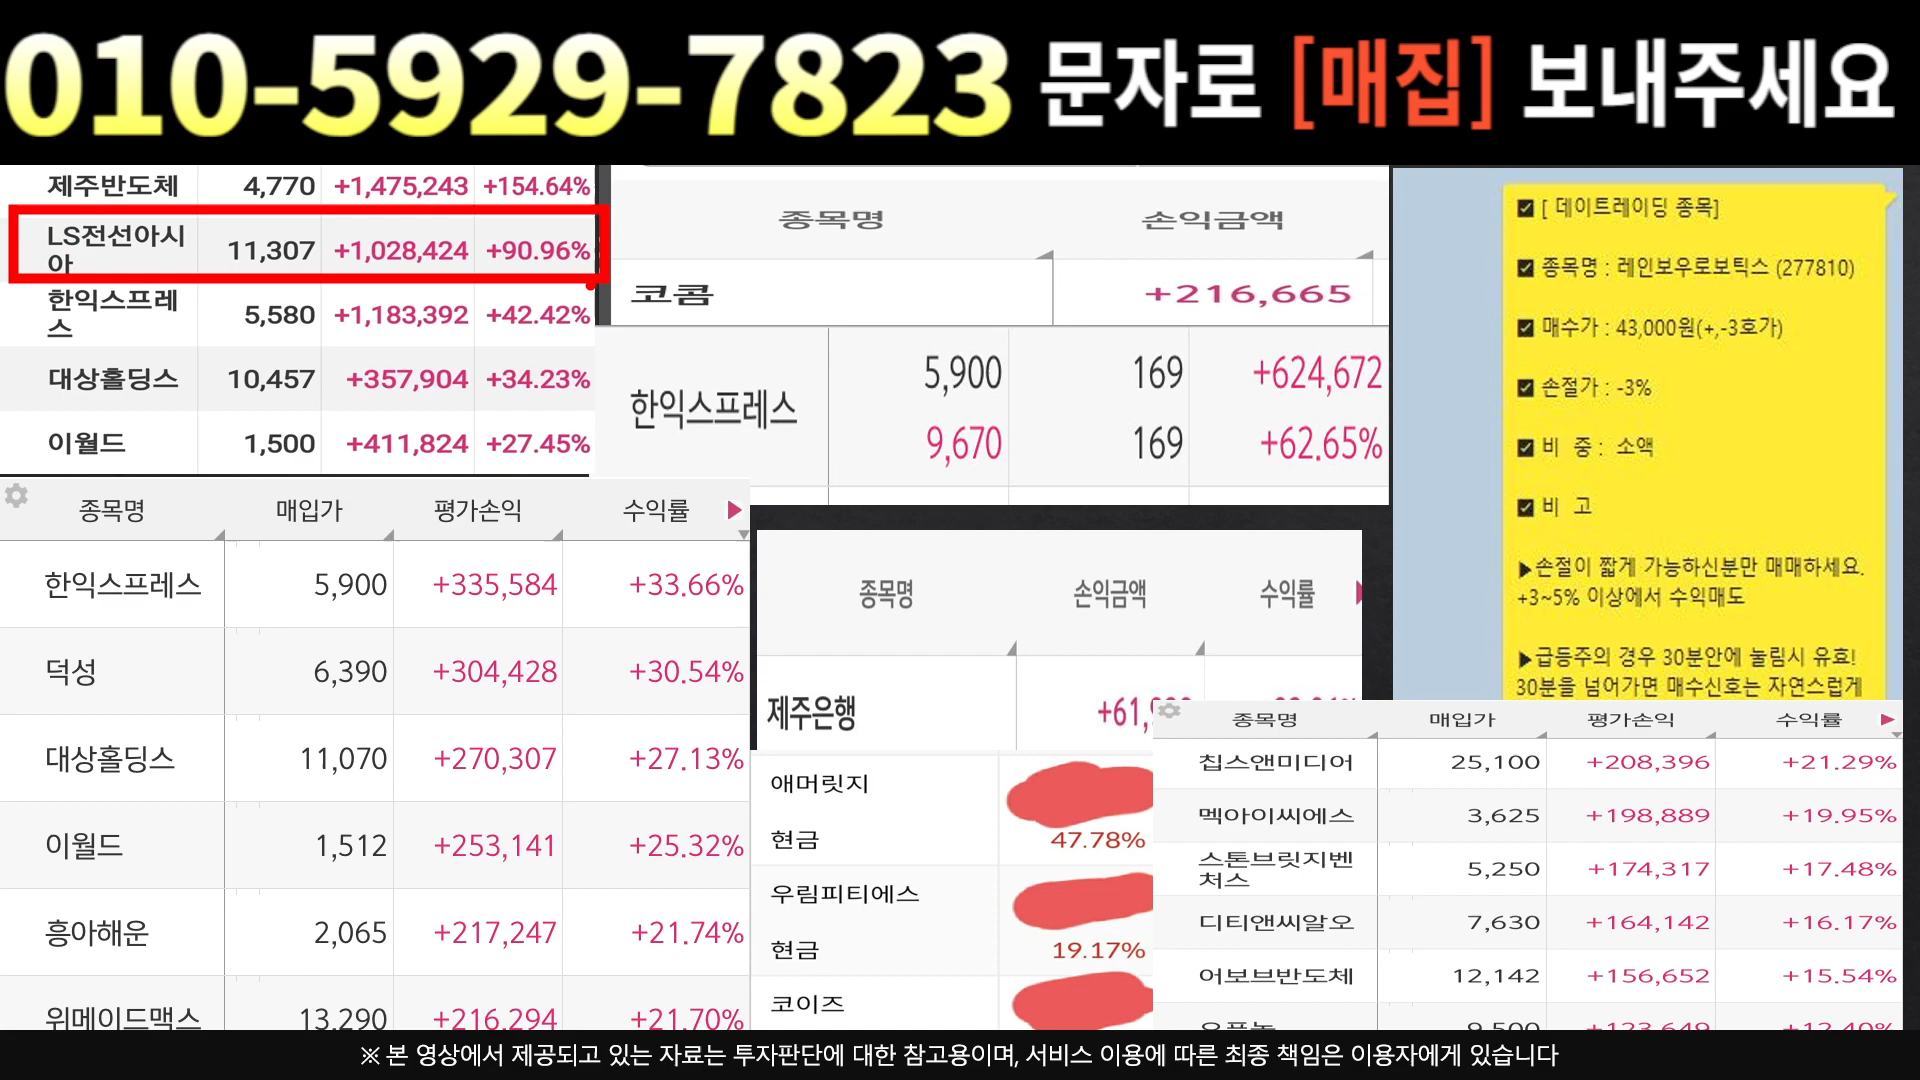 010-5929-7823 문자로 [매집] 보내주세요
제주반도체 4,770 +1,475,243 +154.64%
LS전선아시
아 11,307 +1,028,424 +90.96%
한익스프레
스 5,580 +1,183,392 +42.42%
대상홀딩스 10,457 +357,904 +34.23%
이월드 1,500 +411,824 +27.45%
종목명 손익금액
코콤 +216,665
한익스프레스 5,900 169 +624,672
9,670 169 +62.65%
[ 데이트레이딩 종목]
종목명 : 레인보우로보틱스 (277810)
매수가 : 43,000원(+,-3호가)
손절가 : -3%
비 중 : 소액
비 고
▶손절이 짧게 가능하신분만 매매하세요.
+3~5% 이상에서 수익매도
▶급등주의 경우 30분안에 눌림시 유효!
30분을 넘어가면 매수신호는 자연스럽게
종목명 매입가 평가손익 수익률
한익스프레스 5,900 +335,584 +33.66%
덕성 6,390 +304,428 +30.54%
대상홀딩스 11,070 +270,307 +27.13%
이월드 1,512 +253,141 +25.32%
흥아해운 2,065 +217,247 +21.74%
위메이드맥스 13,290 +216,294 +21.70%
종목명 손익금액 수익률
제주은행 +61,
애머릿지
현금 47.78%
우림피티에스
현금 19.17%
코이즈
종목명 매입가 평가손익 수익률
칩스앤미디어 25,100 +208,396 +21.29%
멕아이씨에스 3,625 +198,889 +19.95%
스톤브릿지벤
처스 5,250 +174,317 +17.48%
디티앤씨알오 7,630 +164,142 +16.17%
어보브반도체 12,142 +156,652 +15.54%
※ 본 영상에서 제공되고 있는 자료는 투자판단에 대한 참고용이며, 서비스 이용에 따른 최종 책임은 이용자에게 있습니다